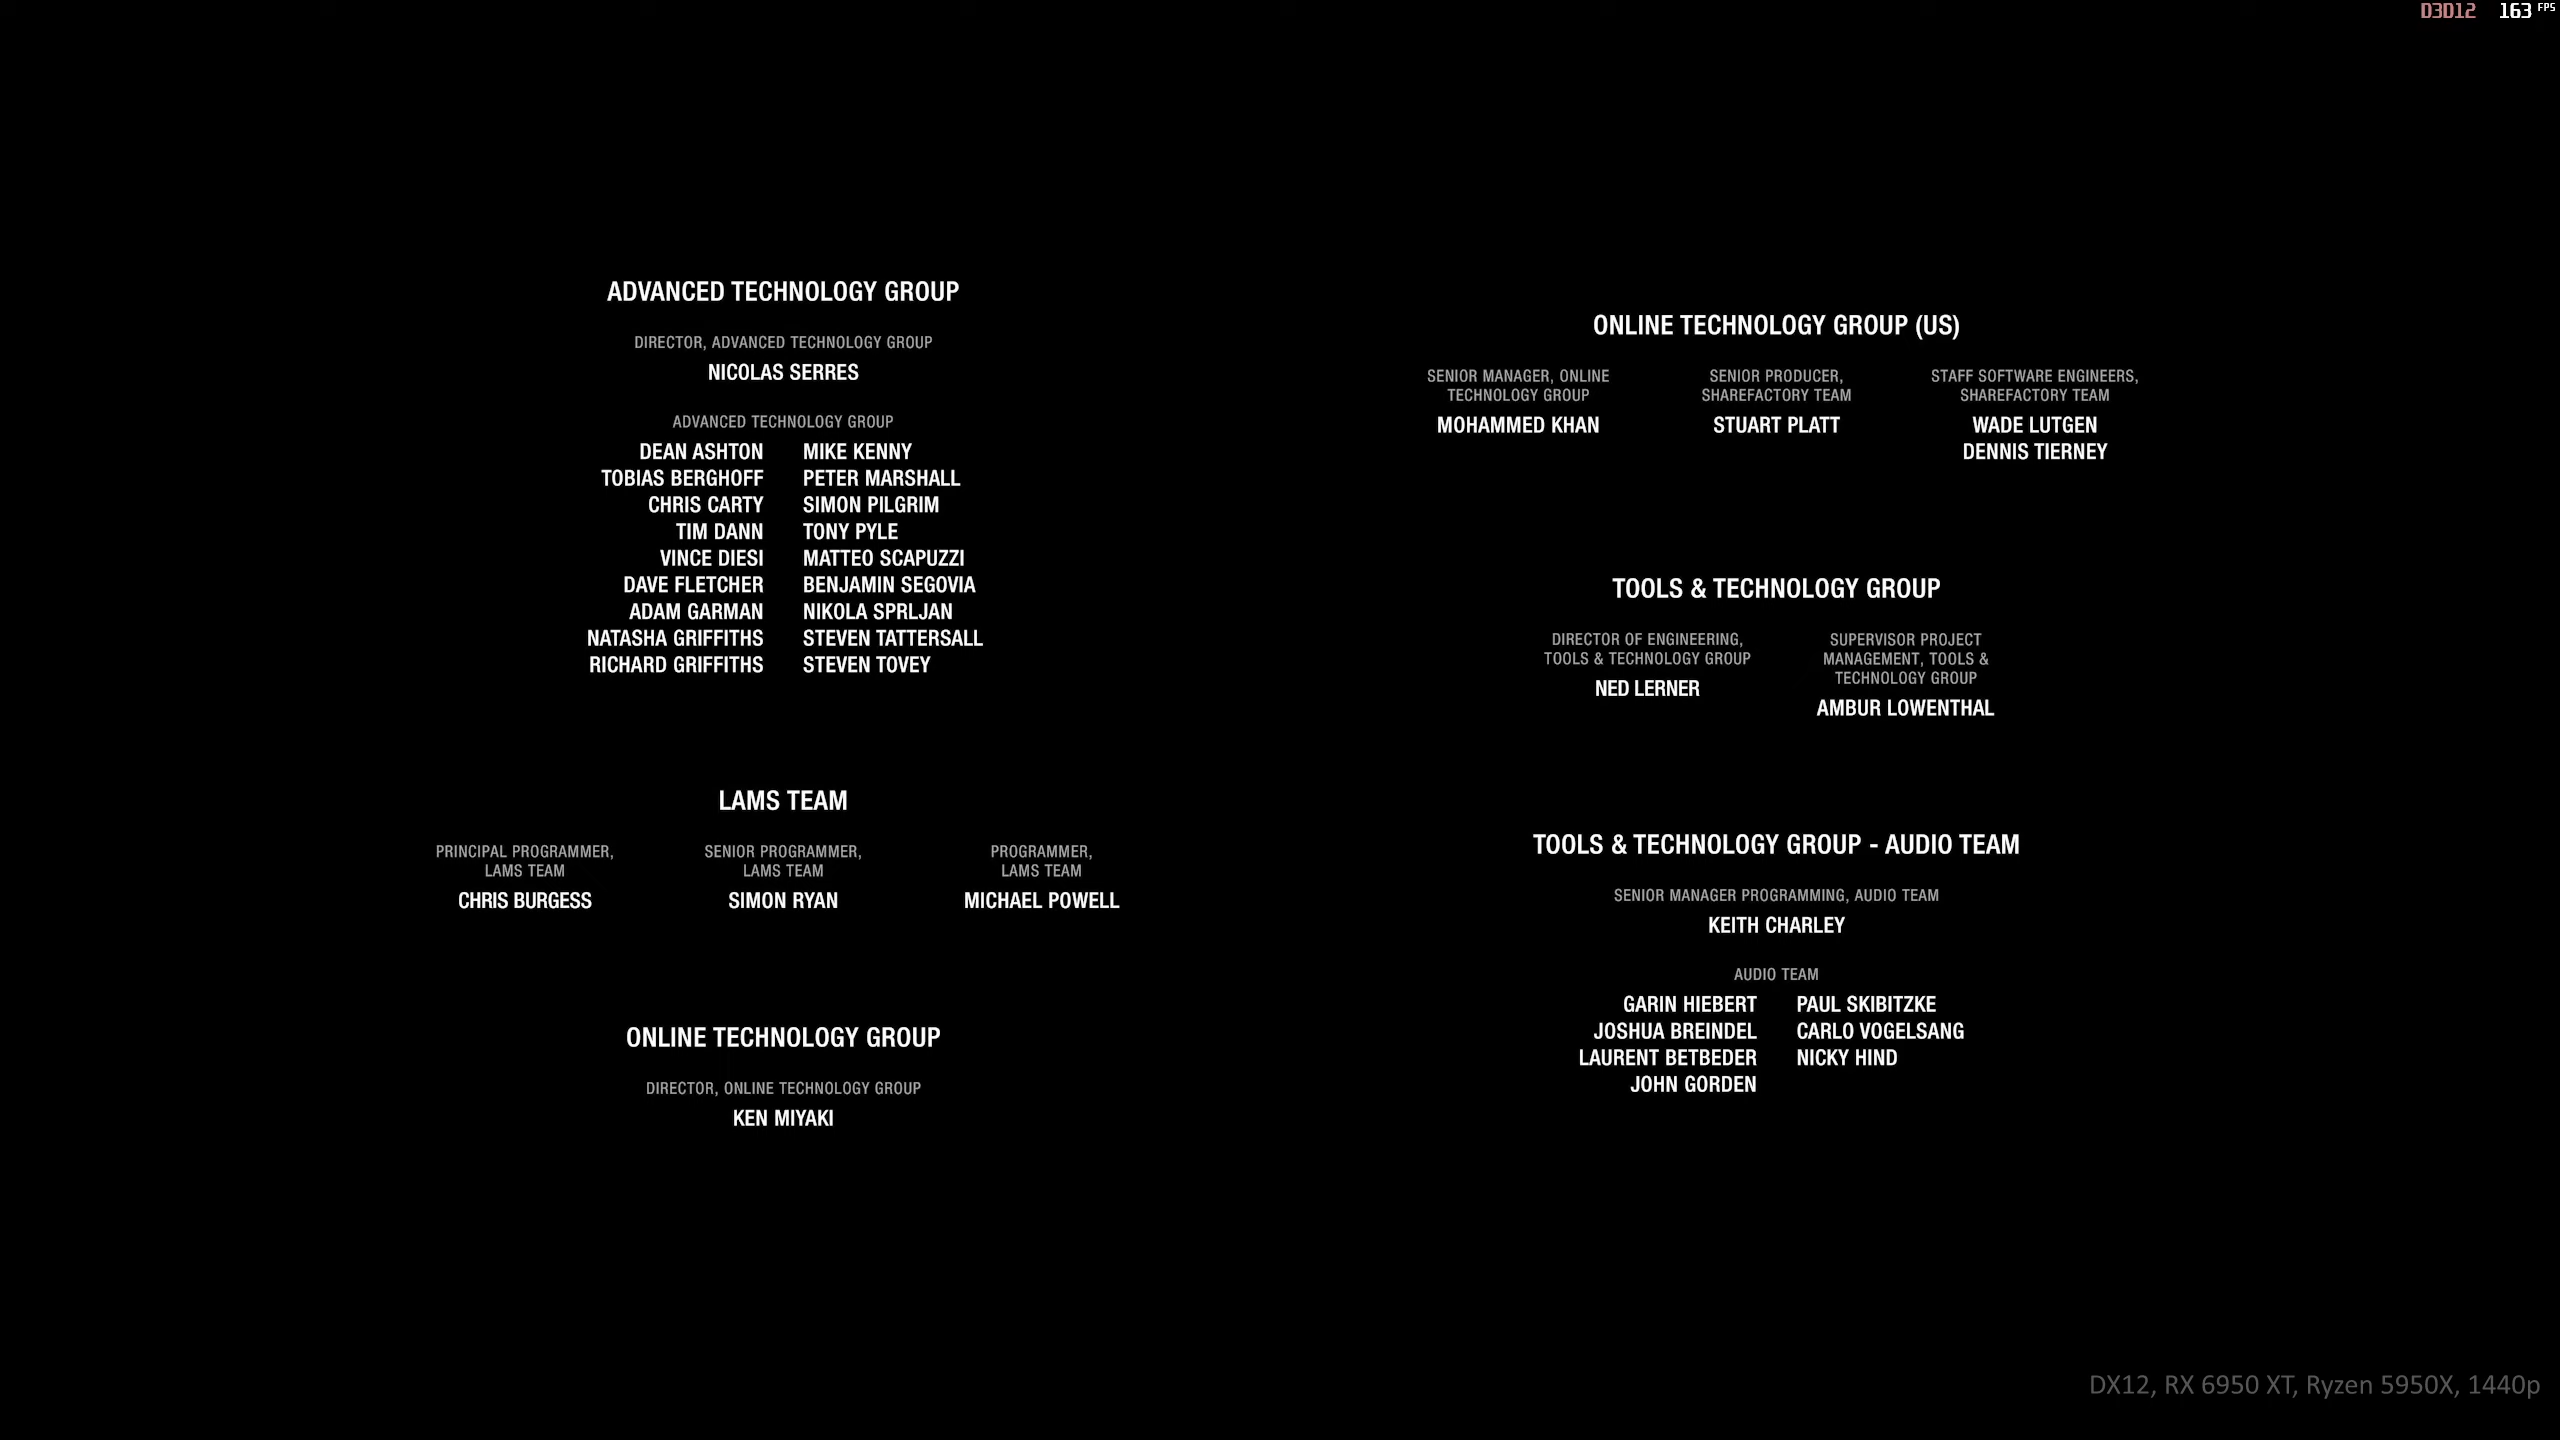 D3D12 163 FPS
ADVANCED TECHNOLOGY GROUP
DIRECTOR, ADVANCED TECHNOLOGY GROUP
NICOLAS SERRES
ADVANCED TECHNOLOGY GROUP
DEAN ASHTON MIKE KENNY
TOBIAS BERGHOFF PETER MARSHALL
CHRIS CARTY SIMON PILGRIM
TIM DANN TONY PYLE
VINCE DIESI MATTEO SCAPUZZI
DAVE FLETCHER BENJAMIN SEGOVIA
ADAM GARMAN NIKOLA SPRLJAN
NATASHA GRIFFITHS STEVEN TATTERSALL
RICHARD GRIFFITHS STEVEN TOVEY
LAMS TEAM
PRINCIPAL PROGRAMMER,
LAMS TEAM
CHRIS BURGESS
SENIOR PROGRAMMER,
LAMS TEAM
SIMON RYAN
PROGRAMMER,
LAMS TEAM
MICHAEL POWELL
ONLINE TECHNOLOGY GROUP
DIRECTOR, ONLINE TECHNOLOGY GROUP
KEN MIYAKI
ONLINE TECHNOLOGY GROUP (US)
SENIOR MANAGER, ONLINE
TECHNOLOGY GROUP
MOHAMMED KHAN
SENIOR PRODUCER,
SHAREFACTORY TEAM
STUART PLATT
STAFF SOFTWARE ENGINEERS,
SHAREFACTORY TEAM
WADE LUTGEN
DENNIS TIERNEY
TOOLS & TECHNOLOGY GROUP
DIRECTOR OF ENGINEERING,
TOOLS & TECHNOLOGY GROUP
NED LERNER
SUPERVISOR PROJECT
MANAGEMENT, TOOLS &
TECHNOLOGY GROUP
AMBUR LOWENTHAL
TOOLS & TECHNOLOGY GROUP - AUDIO TEAM
SENIOR MANAGER PROGRAMMING, AUDIO TEAM
KEITH CHARLEY
AUDIO TEAM
GARIN HIEBERT PAUL SKIBITZKE
JOSHUA BREINDEL CARLO VOGELSANG
LAURENT BETBEDER NICKY HIND
JOHN GORDEN
DX12, RX 6950 XT, Ryzen 5950X, 1440p